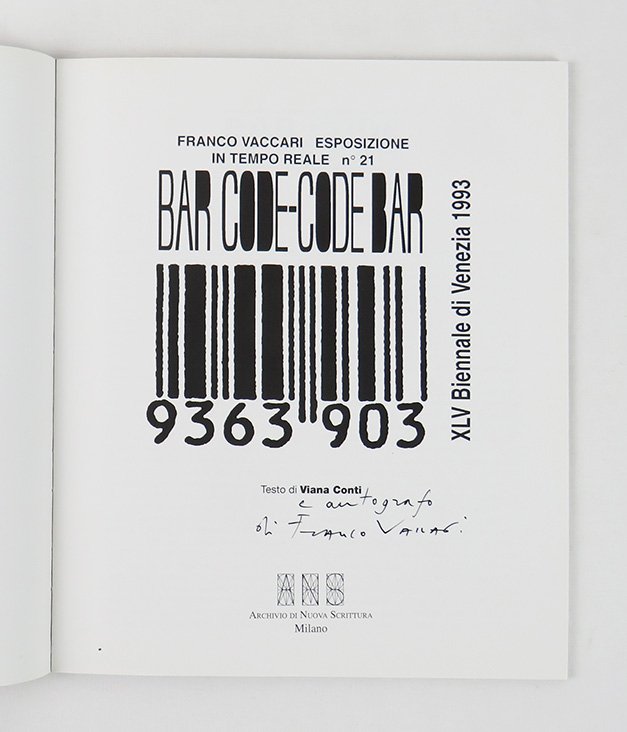 FRANCO VACCARI ESPOSIZIONE
IN TEMPO REALE n° 21
BAR CODE-CODE BAR
XLV Biennale di Venezia 1993
9363 903
Testo di Viana Conti
e autografo
di Franco Vaccari
ANS
ARCHIVIO DI NUOVA SCRITTURA
Milano